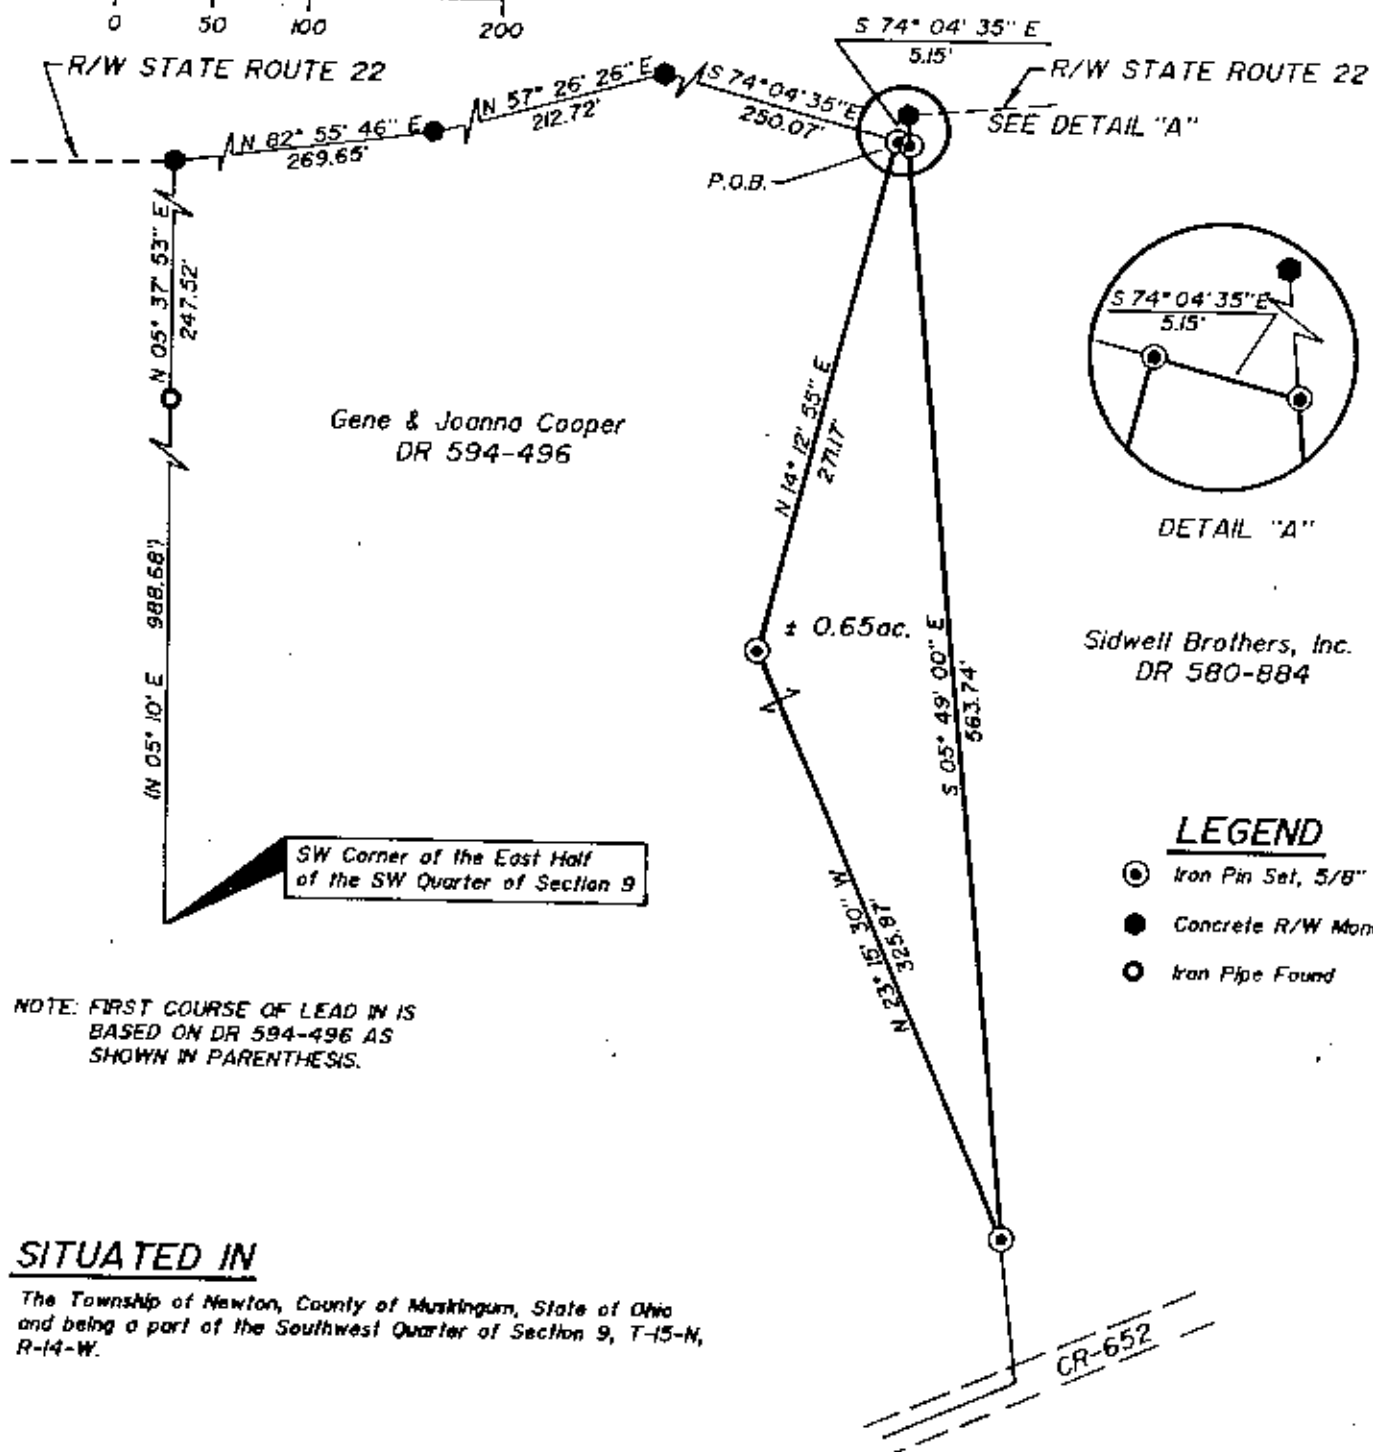 0 50 100 200
S 74° 04' 35" E
5.15'
R/W STATE ROUTE 22
R/W STATE ROUTE 22
N 82° 55' 46" E
269.65'
N 57° 26' 26" E
212.72'
S 74° 04' 35" E
250.07'
SEE DETAIL "A"
P.O.B.
N 05° 37' 53" E
247.52'
S 74° 04' 35" E
5.15'
DETAIL "A"
Gene & Joanna Cooper
DR 594-496
N 14° 12' 55" E
271.17'
(N 05° 10' E 988.68')
± 0.65ac.
S 05° 49' 00" E
563.74'
Sidwell Brothers, Inc.
DR 580-884
SW Corner of the East Half
of the SW Quarter of Section 9
N 23° 15' 30" W
325.97'
LEGEND
Iron Pin Set, 5/8"
Concrete R/W Mon
Iron Pipe Found
NOTE: FIRST COURSE OF LEAD IN IS
BASED ON DR 594-496 AS
SHOWN IN PARENTHESIS.
SITUATED IN
The Township of Newton, County of Muskingum, State of Ohio
and being a part of the Southwest Quarter of Section 9, T-15-N,
R-14-W.
CR-652